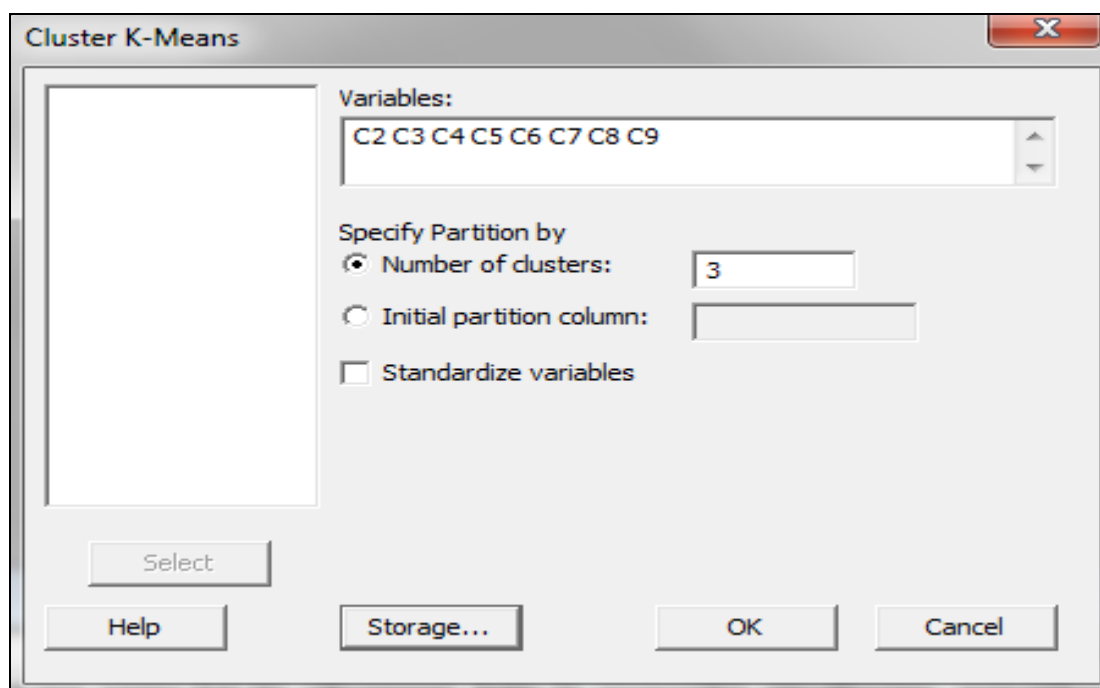 Cluster K-Means
Variables:
C2 C3 C4 C5 C6 C7 C8 C9
Specify Partition by
Number of clusters: 3
Initial partition column:
Standardize variables
Select
Help Storage... OK Cancel